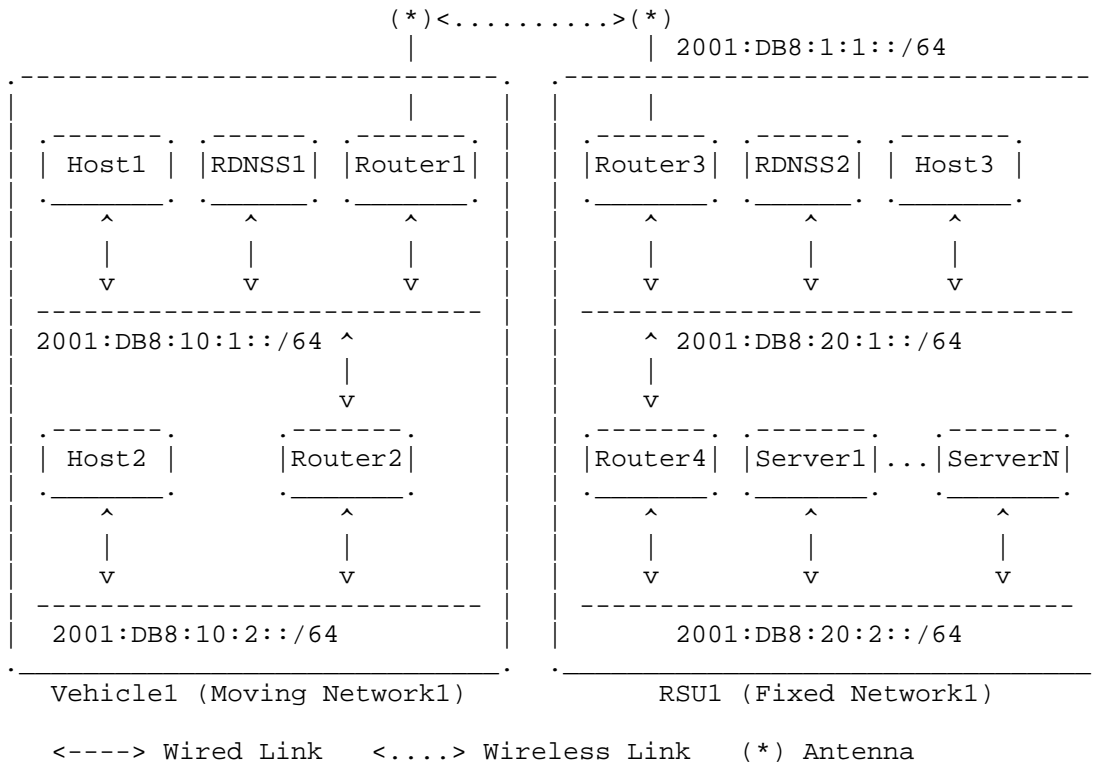 (*)<..........>(*)
2001:DB8:1:1::/64
Host1 RDNSS1 Router1 Router3 RDNSS2 Host3
2001:DB8:10:1::/64 2001:DB8:20:1::/64
Host2 Router2 Router4 Server1 ... ServerN
2001:DB8:10:2::/64 2001:DB8:20:2::/64
Vehicle1 (Moving Network1) RSU1 (Fixed Network1)
<----> Wired Link <....> Wireless Link (*) Antenna